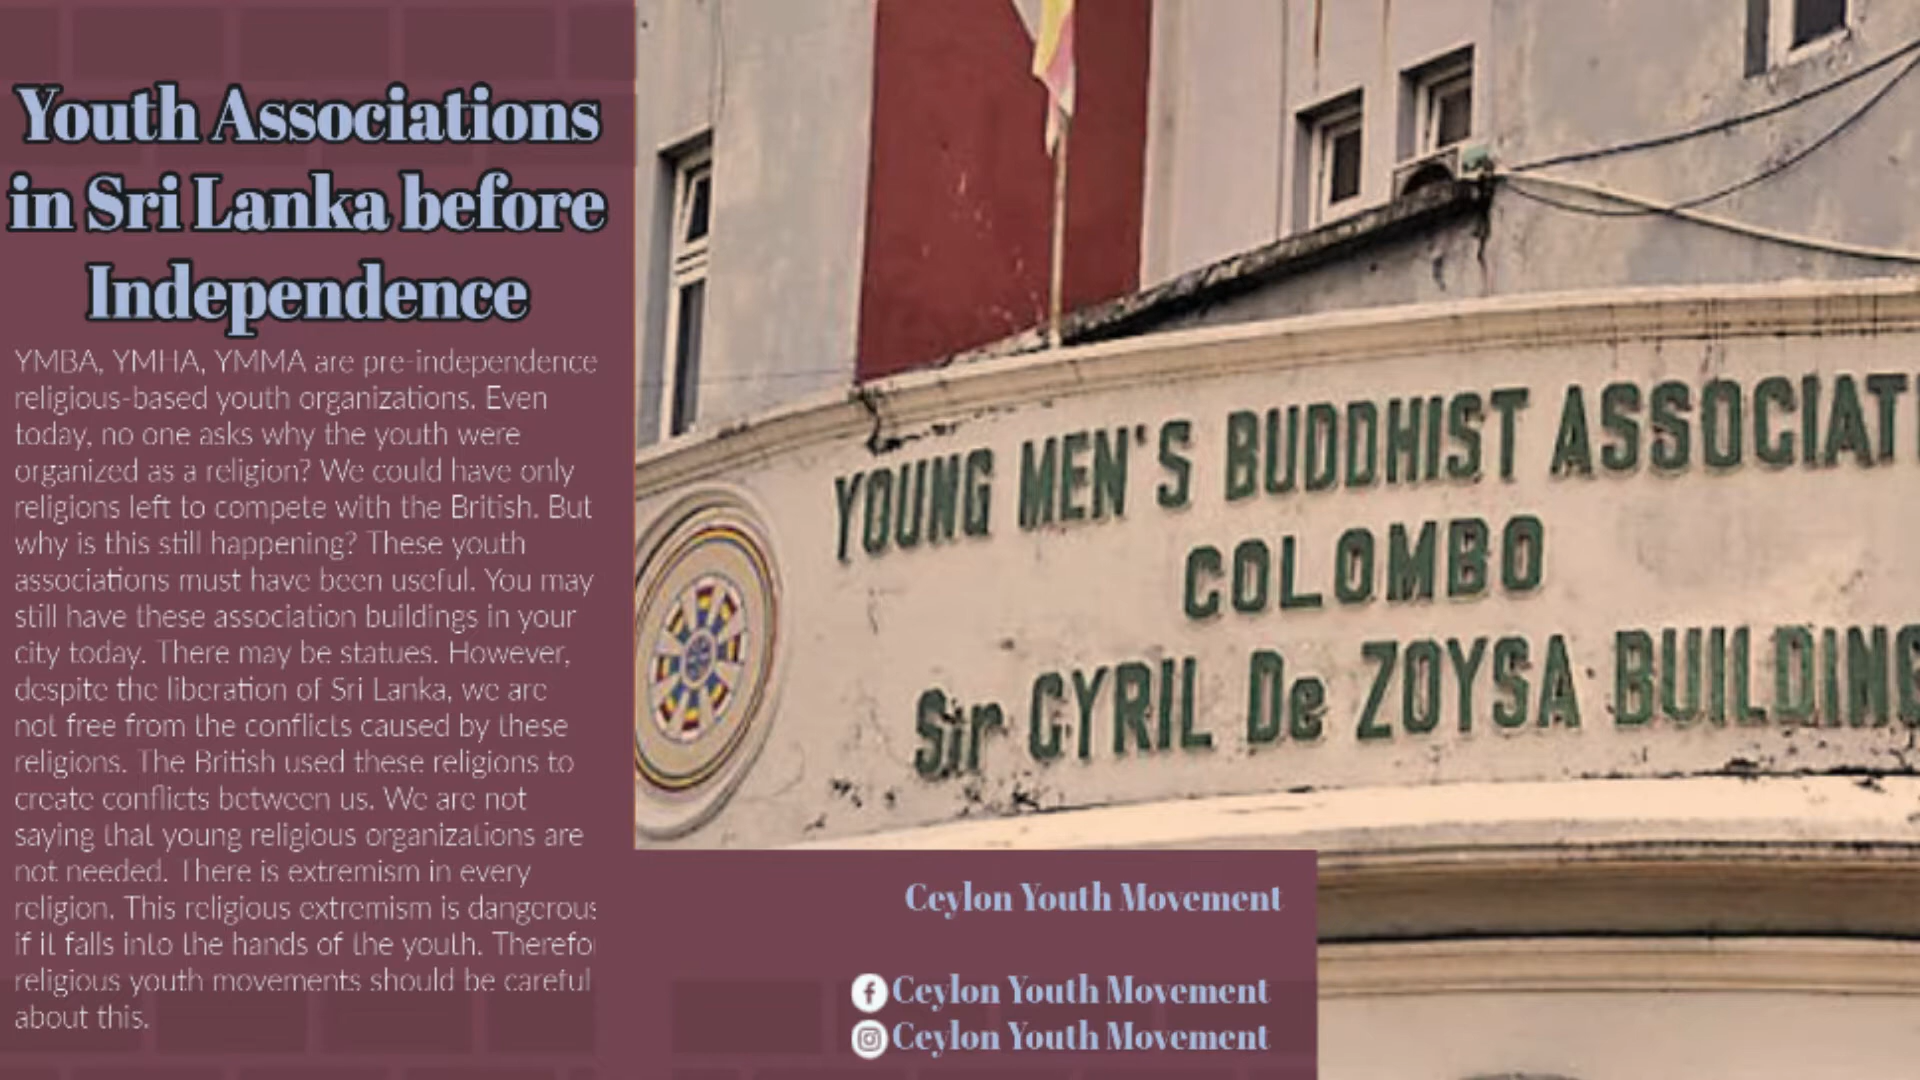 Youth Associations
in Sri Lanka before
Independence
YMBA, YMHA, YMMA are pre-independence
religious-based youth organizations. Even
today, no one asks why the youth were
organized as a religion? We could have only
religions left to compete with the British. But
why is this still happening? These youth
associations must have been useful. You may
still have these association buildings in your
city today. There may be statues. However,
despite the liberation of Sri Lanka, we are
not free from the conflicts caused by these
religions. The British used these religions to
create conflicts between us. We are not
saying that young religious organizations are
not needed. There is extremism in every
religion. This religious extremism is dangerous
if it falls into the hands of the youth. Therefo
religious youth movements should be careful
about this.
YOUNG MEN'S BUDDHIST ASSOCIATI
COLOMBO
Sir CYRIL De ZOYSA BUILDING
Ceylon Youth Movement
Ceylon Youth Movement
Ceylon Youth Movement